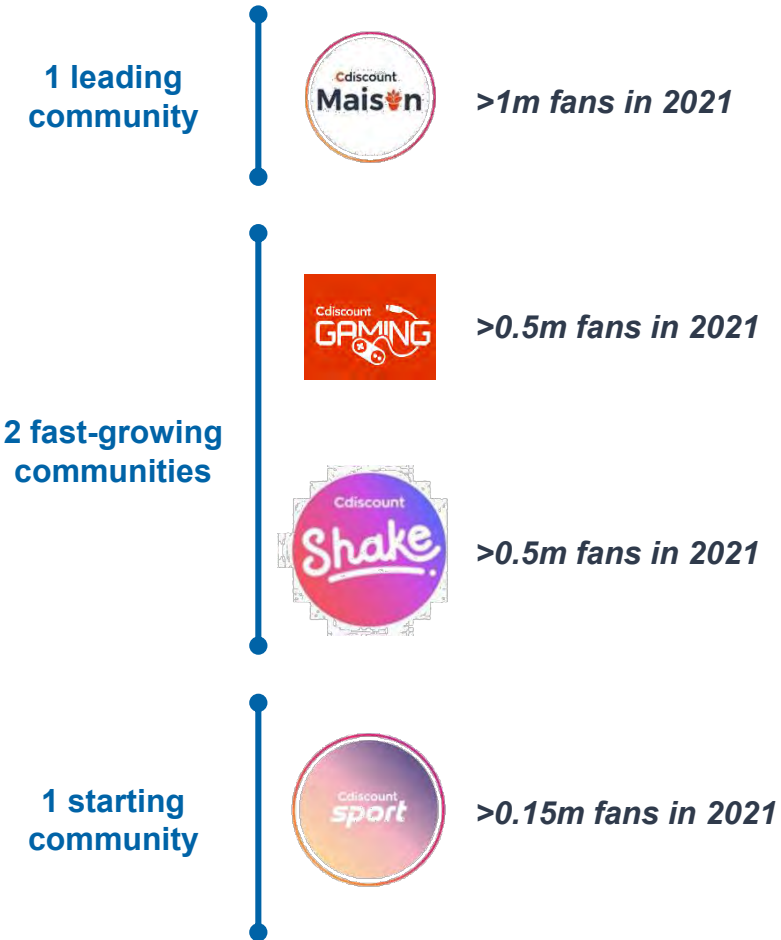 1 leading
community
Cdiscount
Maison
>1m fans in 2021
Cdiscount
GAMING
>0.5m fans in 2021
2 fast-growing
communities
Cdiscount
Shake
>0.5m fans in 2021
1 starting
community
Cdiscount
sport
>0.15m fans in 2021